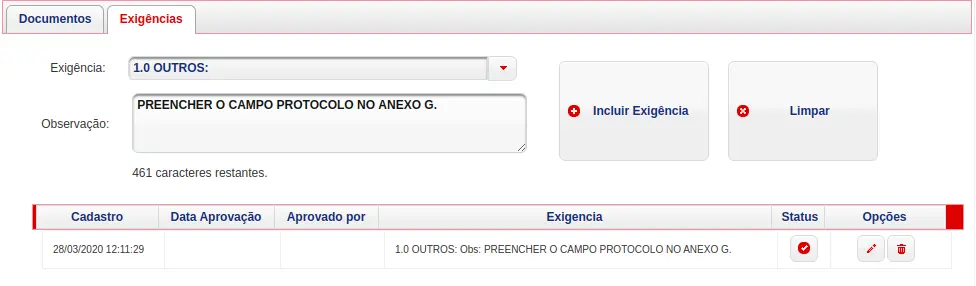 Documentos Exigências
Exigência: 1.0 OUTROS:
Observação: PREENCHER O CAMPO PROTOCOLO NO ANEXO G.
Incluir Exigência Limpar
461 caracteres restantes.
Cadastro Data Aprovação Aprovado por Exigencia Status Opções
28/03/2020 12:11:29 1.0 OUTROS: Obs: PREENCHER O CAMPO PROTOCOLO NO ANEXO G.